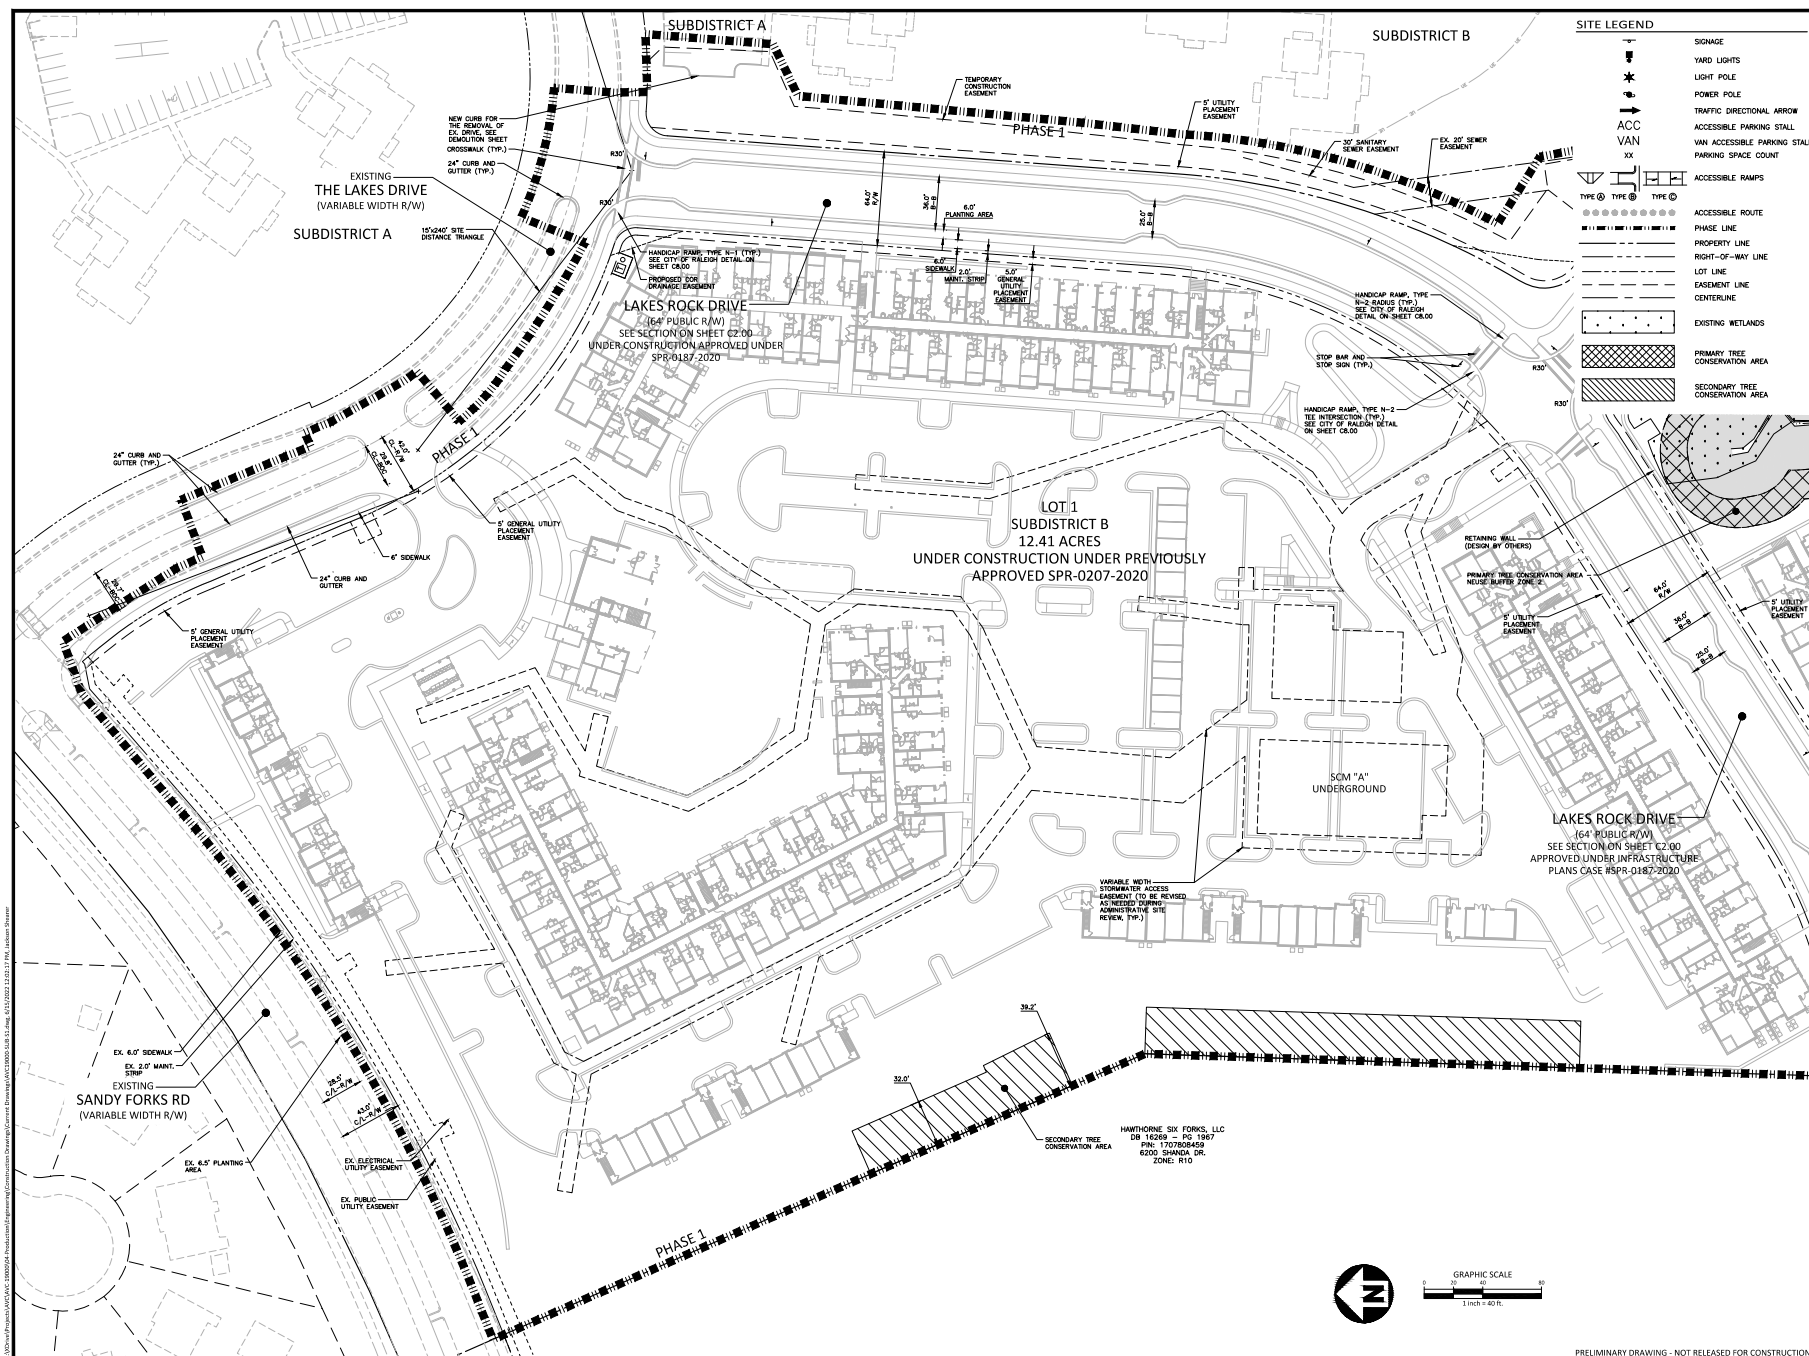 SUBDISTRICT A
SUBDISTRICT B
SITE LEGEND
SIGNAGE
YARD LIGHTS
LIGHT POLE
POWER POLE
TRAFFIC DIRECTIONAL ARROW
ACC
ACCESSIBLE PARKING STALL
VAN
VAN ACCESSIBLE PARKING STALL
XX
PARKING SPACE COUNT
ACCESSIBLE RAMPS
TYPE A
TYPE B
TYPE C
ACCESSIBLE ROUTE
PHASE LINE
PROPERTY LINE
RIGHT-OF-WAY LINE
LOT LINE
EASEMENT LINE
CENTERLINE
EXISTING WETLANDS
PRIMARY TREE
CONSERVATION AREA
SECONDARY TREE
CONSERVATION AREA
TEMPORARY
CONSTRUCTION
EASEMENT
5' UTILITY
PLACEMENT
EASEMENT
PHASE 1
30' SANITARY
SEWER EASEMENT
EX. 20' SEWER
EASEMENT
NEW CURB FOR
THE REMOVAL OF
EX. DRIVE, SEE
DEMOLITION SHEET
CROSSWALK (TYP.)
24" CURB AND
GUTTER (TYP.)
R30'
R30'
EXISTING
THE LAKES DRIVE
(VARIABLE WIDTH R/W)
SUBDISTRICT A
15'x240' SITE
DISTANCE TRIANGLE
64.0'
R/W
36.0'
B-B
6.0'
PLANTING AREA
25.0'
B-B
HANDICAP RAMP, TYPE N-1 (TYP.)
SEE CITY OF RALEIGH DETAIL ON
SHEET C8.00
PROPOSED COR
DRAINAGE EASEMENT
6.0'
SIDEWALK
2.0'
MAINT. STRIP
5.0'
GENERAL
UTILITY
PLACEMENT
EASEMENT
LAKES ROCK DRIVE
(64' PUBLIC R/W)
SEE SECTION ON SHEET C2.00
UNDER CONSTRUCTION APPROVED UNDER
SPR-0187-2020
HANDICAP RAMP, TYPE
N-2 RADIUS (TYP.)
SEE CITY OF RALEIGH
DETAIL ON SHEET C8.00
STOP BAR AND
STOP SIGN (TYP.)
R30'
R30'
HANDICAP RAMP, TYPE N-2
TEE INTERSECTION (TYP.)
SEE CITY OF RALEIGH DETAIL
ON SHEET C8.00
PHASE 1
42.0'
CL-R/W
29.8'
CL-BOC
24" CURB AND
GUTTER (TYP.)
5' GENERAL UTILITY
PLACEMENT
EASEMENT
6' SIDEWALK
24" CURB AND
GUTTER
29.7'
CL-BOC
5' GENERAL UTILITY
PLACEMENT
EASEMENT
LOT 1
SUBDISTRICT B
12.41 ACRES
UNDER CONSTRUCTION UNDER PREVIOUSLY
APPROVED SPR-0207-2020
RETAINING WALL
(DESIGN BY OTHERS)
PRIMARY TREE CONSERVATION AREA
NEUSE BUFFER ZONE 2
5' UTILITY
PLACEMENT
EASEMENT
64.0'
R/W
36.0'
B-B
25.0'
B-B
5' UTILITY
PLACEMENT
EASEMENT
SCM "A"
UNDERGROUND
LAKES ROCK DRIVE
(64' PUBLIC R/W)
SEE SECTION ON SHEET C2.00
APPROVED UNDER INFRASTRUCTURE
PLANS CASE #SPR-0187-2020
VARIABLE WIDTH
STORMWATER ACCESS
EASEMENT (TO BE REVISED
AS NEEDED DURING
ADMINISTRATIVE SITE
REVIEW, TYP.)
39.2'
32.0'
EX. 6.0' SIDEWALK
EX. 2.0' MAINT.
STRIP
EXISTING
SANDY FORKS RD
(VARIABLE WIDTH R/W)
28.5'
C/L-R/W
43.0'
C/L-R/W
EX. 6.5' PLANTING
AREA
EX. ELECTRICAL
UTILITY EASEMENT
EX. PUBLIC
UTILITY EASEMENT
SECONDARY TREE
CONSERVATION AREA
HAWTHORNE SIX FORKS, LLC
DB 16269 - PG 1967
PIN: 1707808459
6200 SHANDA DR.
ZONE: R10
PHASE 1
N
GRAPHIC SCALE
0 20 40 80
1 inch = 40 ft.
PRELIMINARY DRAWING - NOT RELEASED FOR CONSTRUCTION